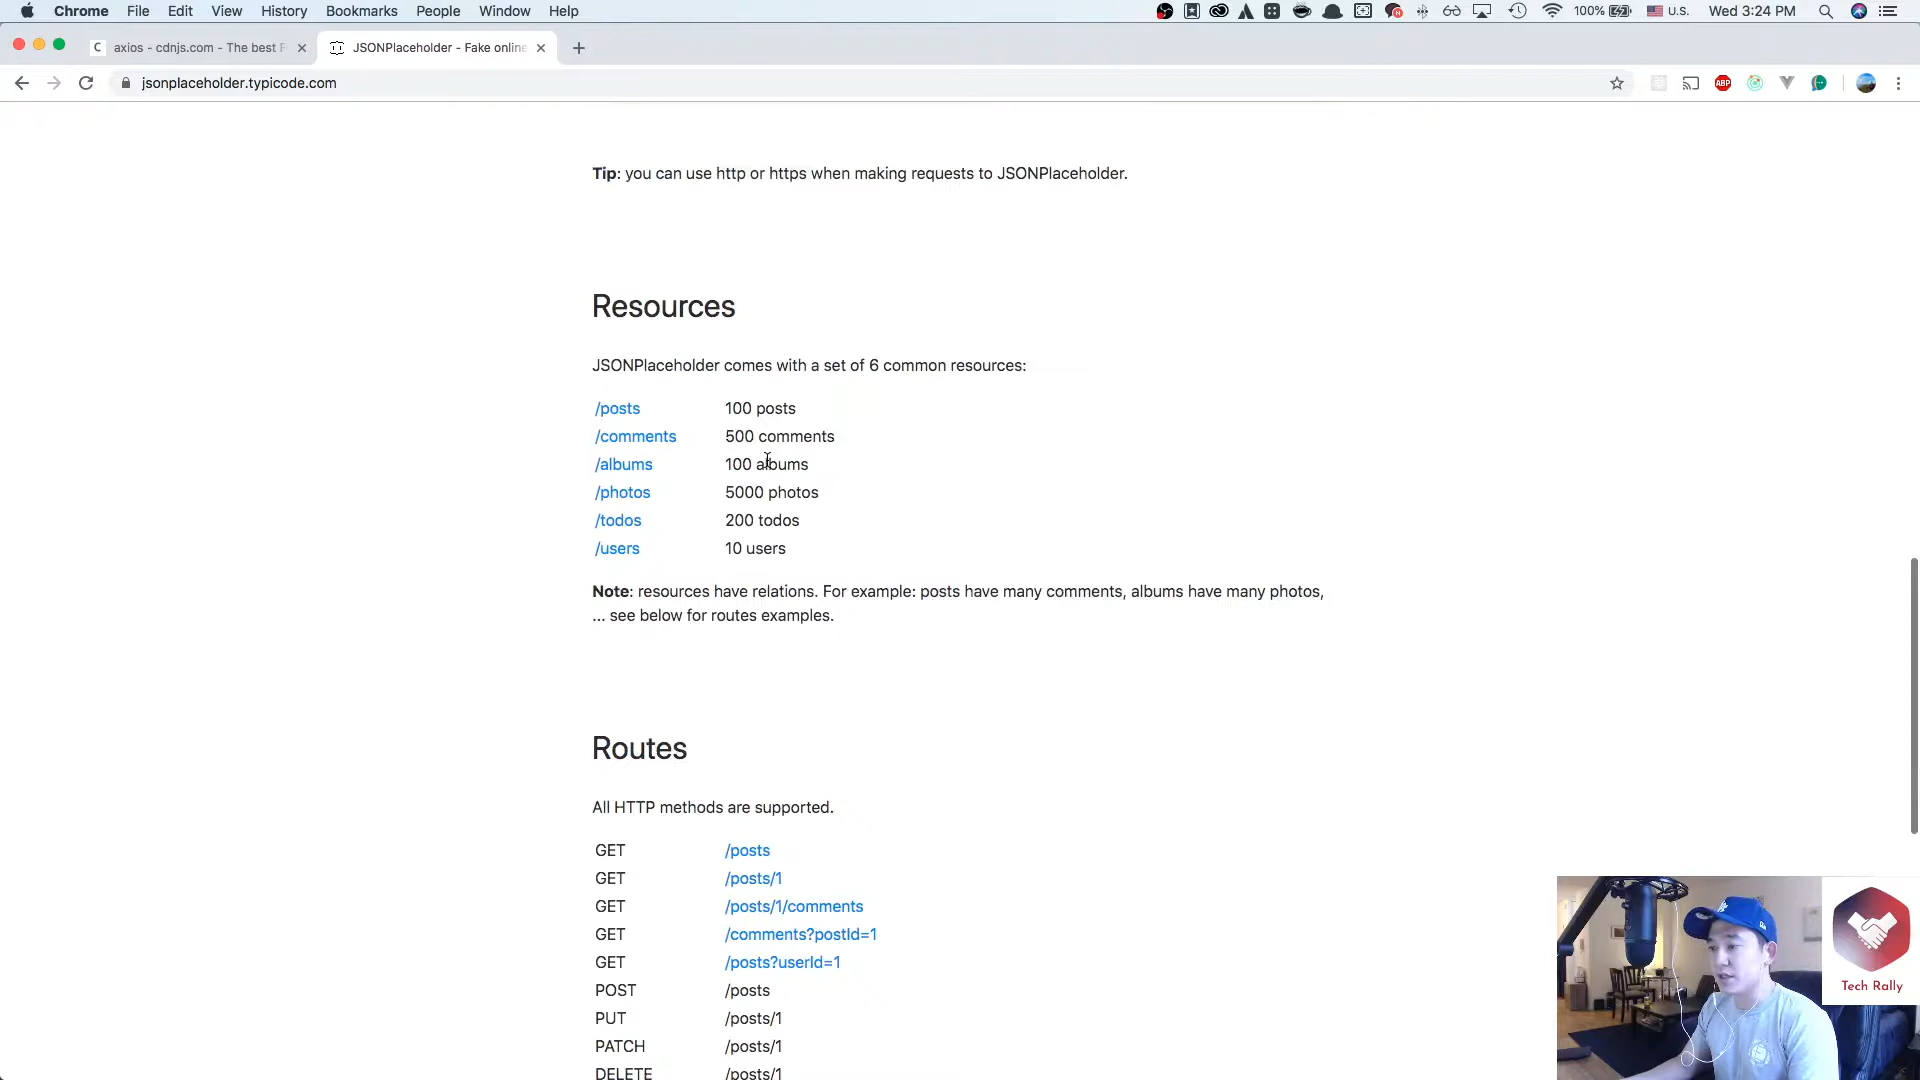 Chrome File Edit View History Bookmarks People Window Help 100% U.S. Wed 3:24 PM
C axios - cdnjs.com - The best F JSONPlaceholder - Fake online
jsonplaceholder.typicode.com ABP
Tip: you can use http or https when making requests to JSONPlaceholder.
Resources
JSONPlaceholder comes with a set of 6 common resources:
/posts 100 posts
/comments 500 comments
/albums 100 albums
/photos 5000 photos
/todos 200 todos
/users 10 users
Note: resources have relations. For example: posts have many comments, albums have many photos,
... see below for routes examples.
Routes
All HTTP methods are supported.
GET /posts
GET /posts/1
GET /posts/1/comments
GET /comments?postId=1
GET /posts?userId=1
POST /posts
PUT /posts/1
PATCH /posts/1
DELETE /posts/1
Tech Rally